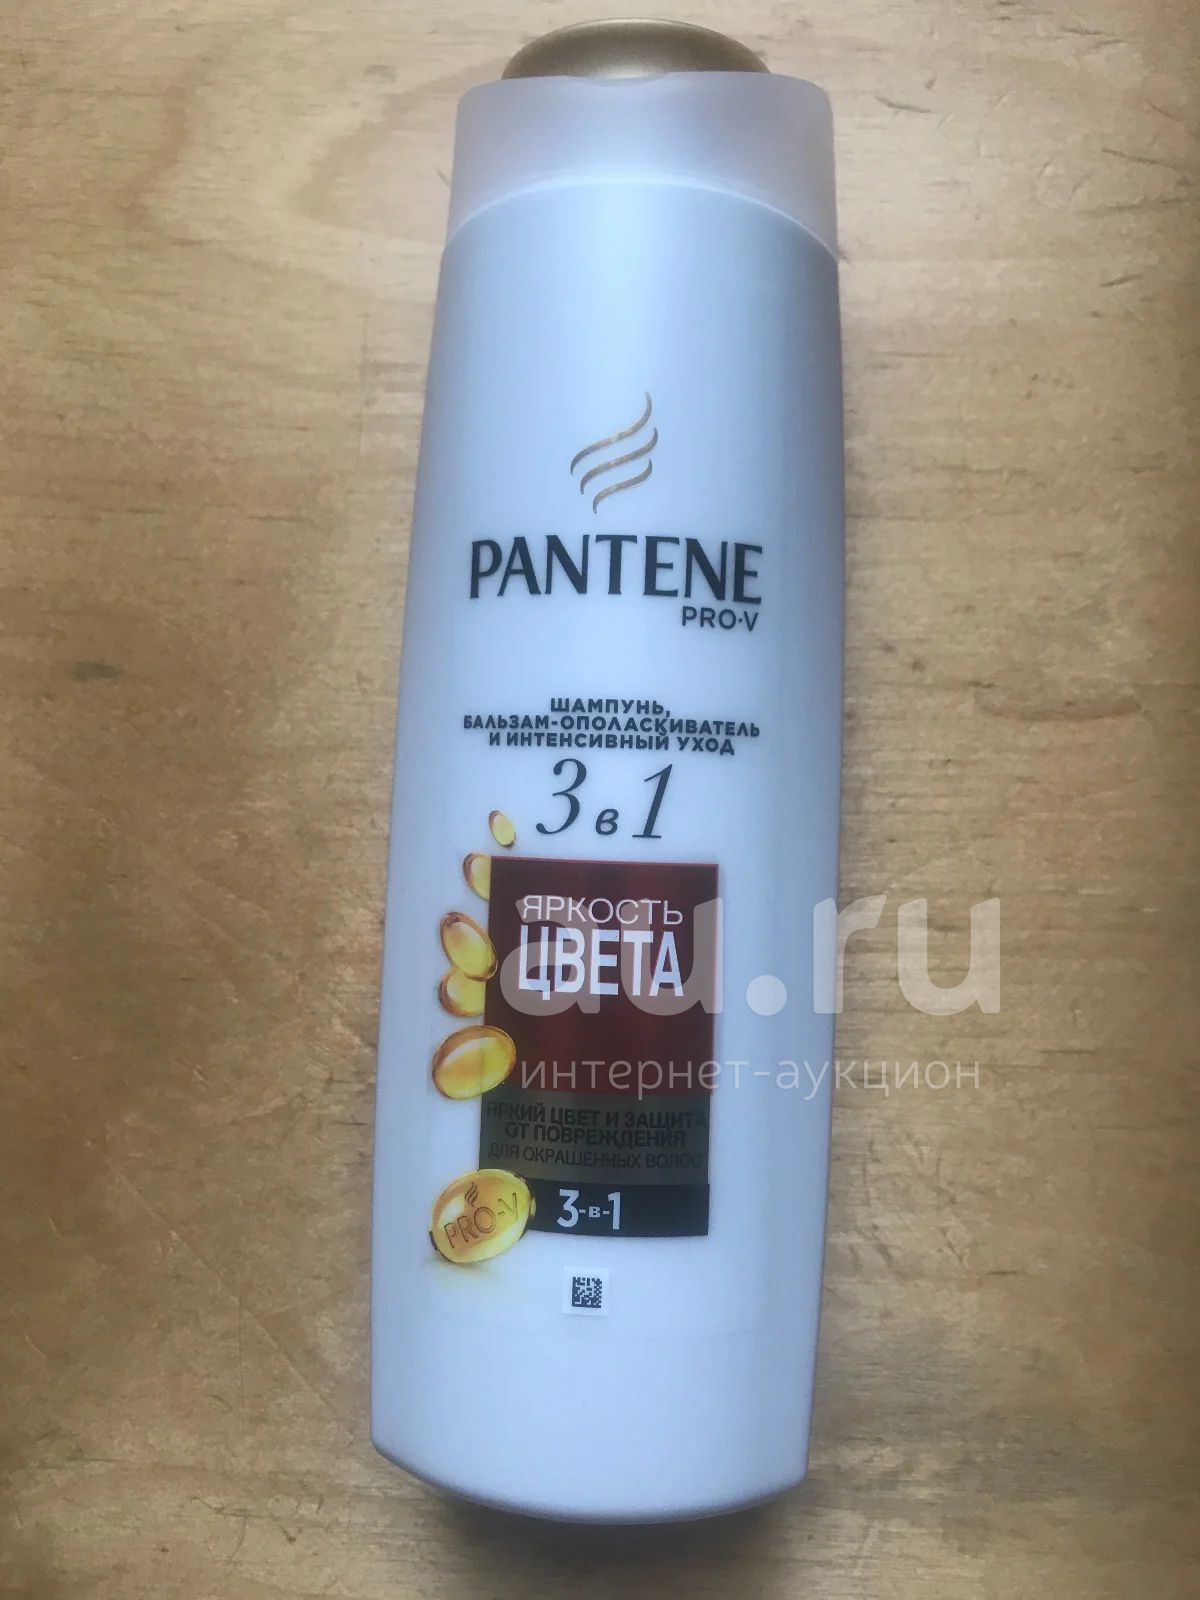 PANTENE
PRO-V
ШАМПУНЬ,
БАЛЬЗАМ-ОПОЛАСКИВАТЕЛЬ
И ИНТЕНСИВНЫЙ УХОД
3 в 1
ЯРКОСТЬ
ЦВЕТА
au.ru
интернет-аукцион
ЯРКИЙ ЦВЕТ И ЗАЩИТА
ОТ ПОВРЕЖДЕНИЯ
ДЛЯ ОКРАШЕННЫХ ВОЛОС
PRO-V
3-в-1